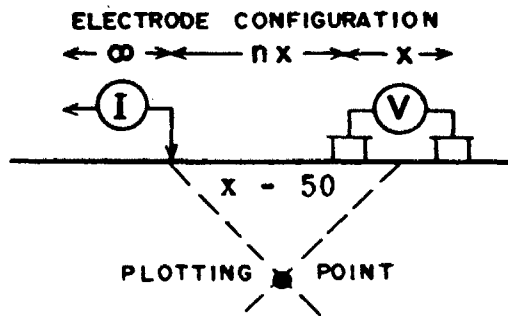 ELECTRODE CONFIGURATION
∞ nx x
I V
x - 50
PLOTTING POINT